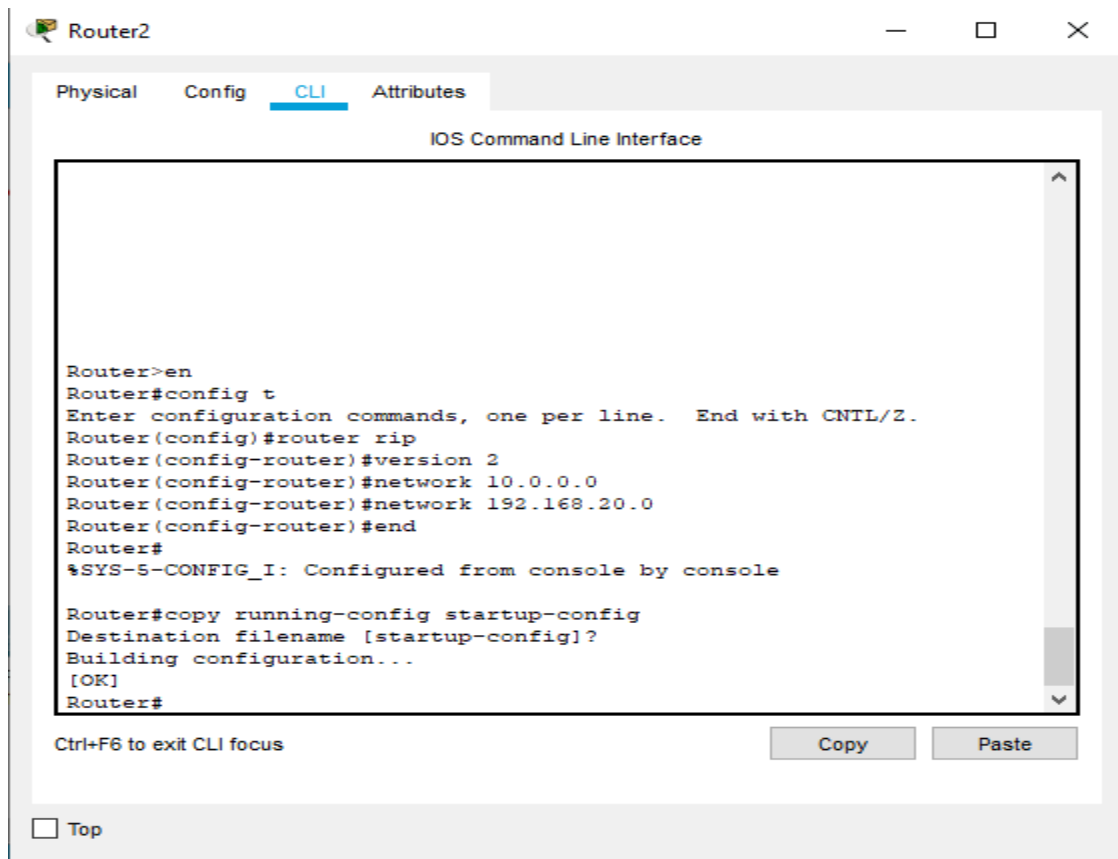 Router2
Physical Config CLI Attributes
IOS Command Line Interface
Router>en
Router#config t
Enter configuration commands, one per line.  End with CNTL/Z.
Router(config)#router rip
Router(config-router)#version 2
Router(config-router)#network 10.0.0.0
Router(config-router)#network 192.168.20.0
Router(config-router)#end
Router#
%SYS-5-CONFIG_I: Configured from console by console
Router#copy running-config startup-config
Destination filename [startup-config]?
Building configuration...
[OK]
Router#
Ctrl+F6 to exit CLI focus
Copy Paste
Top